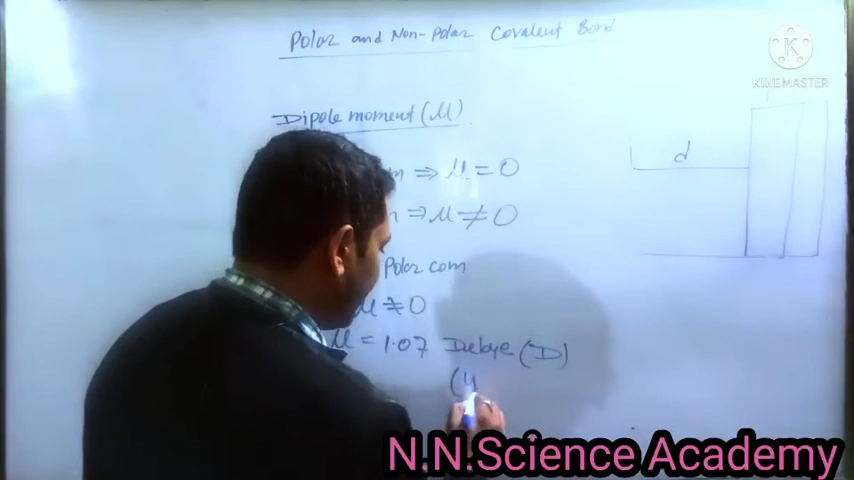 Polar and Non-Polar Covalent Bond
KINEMASTER
Dipole moment (μ)
d
⇒ μ = 0
⇒ μ ≠ 0
Polar com
μ ≠ 0
μ = 1.07 Debye (D)
(
N.N.Science Academy